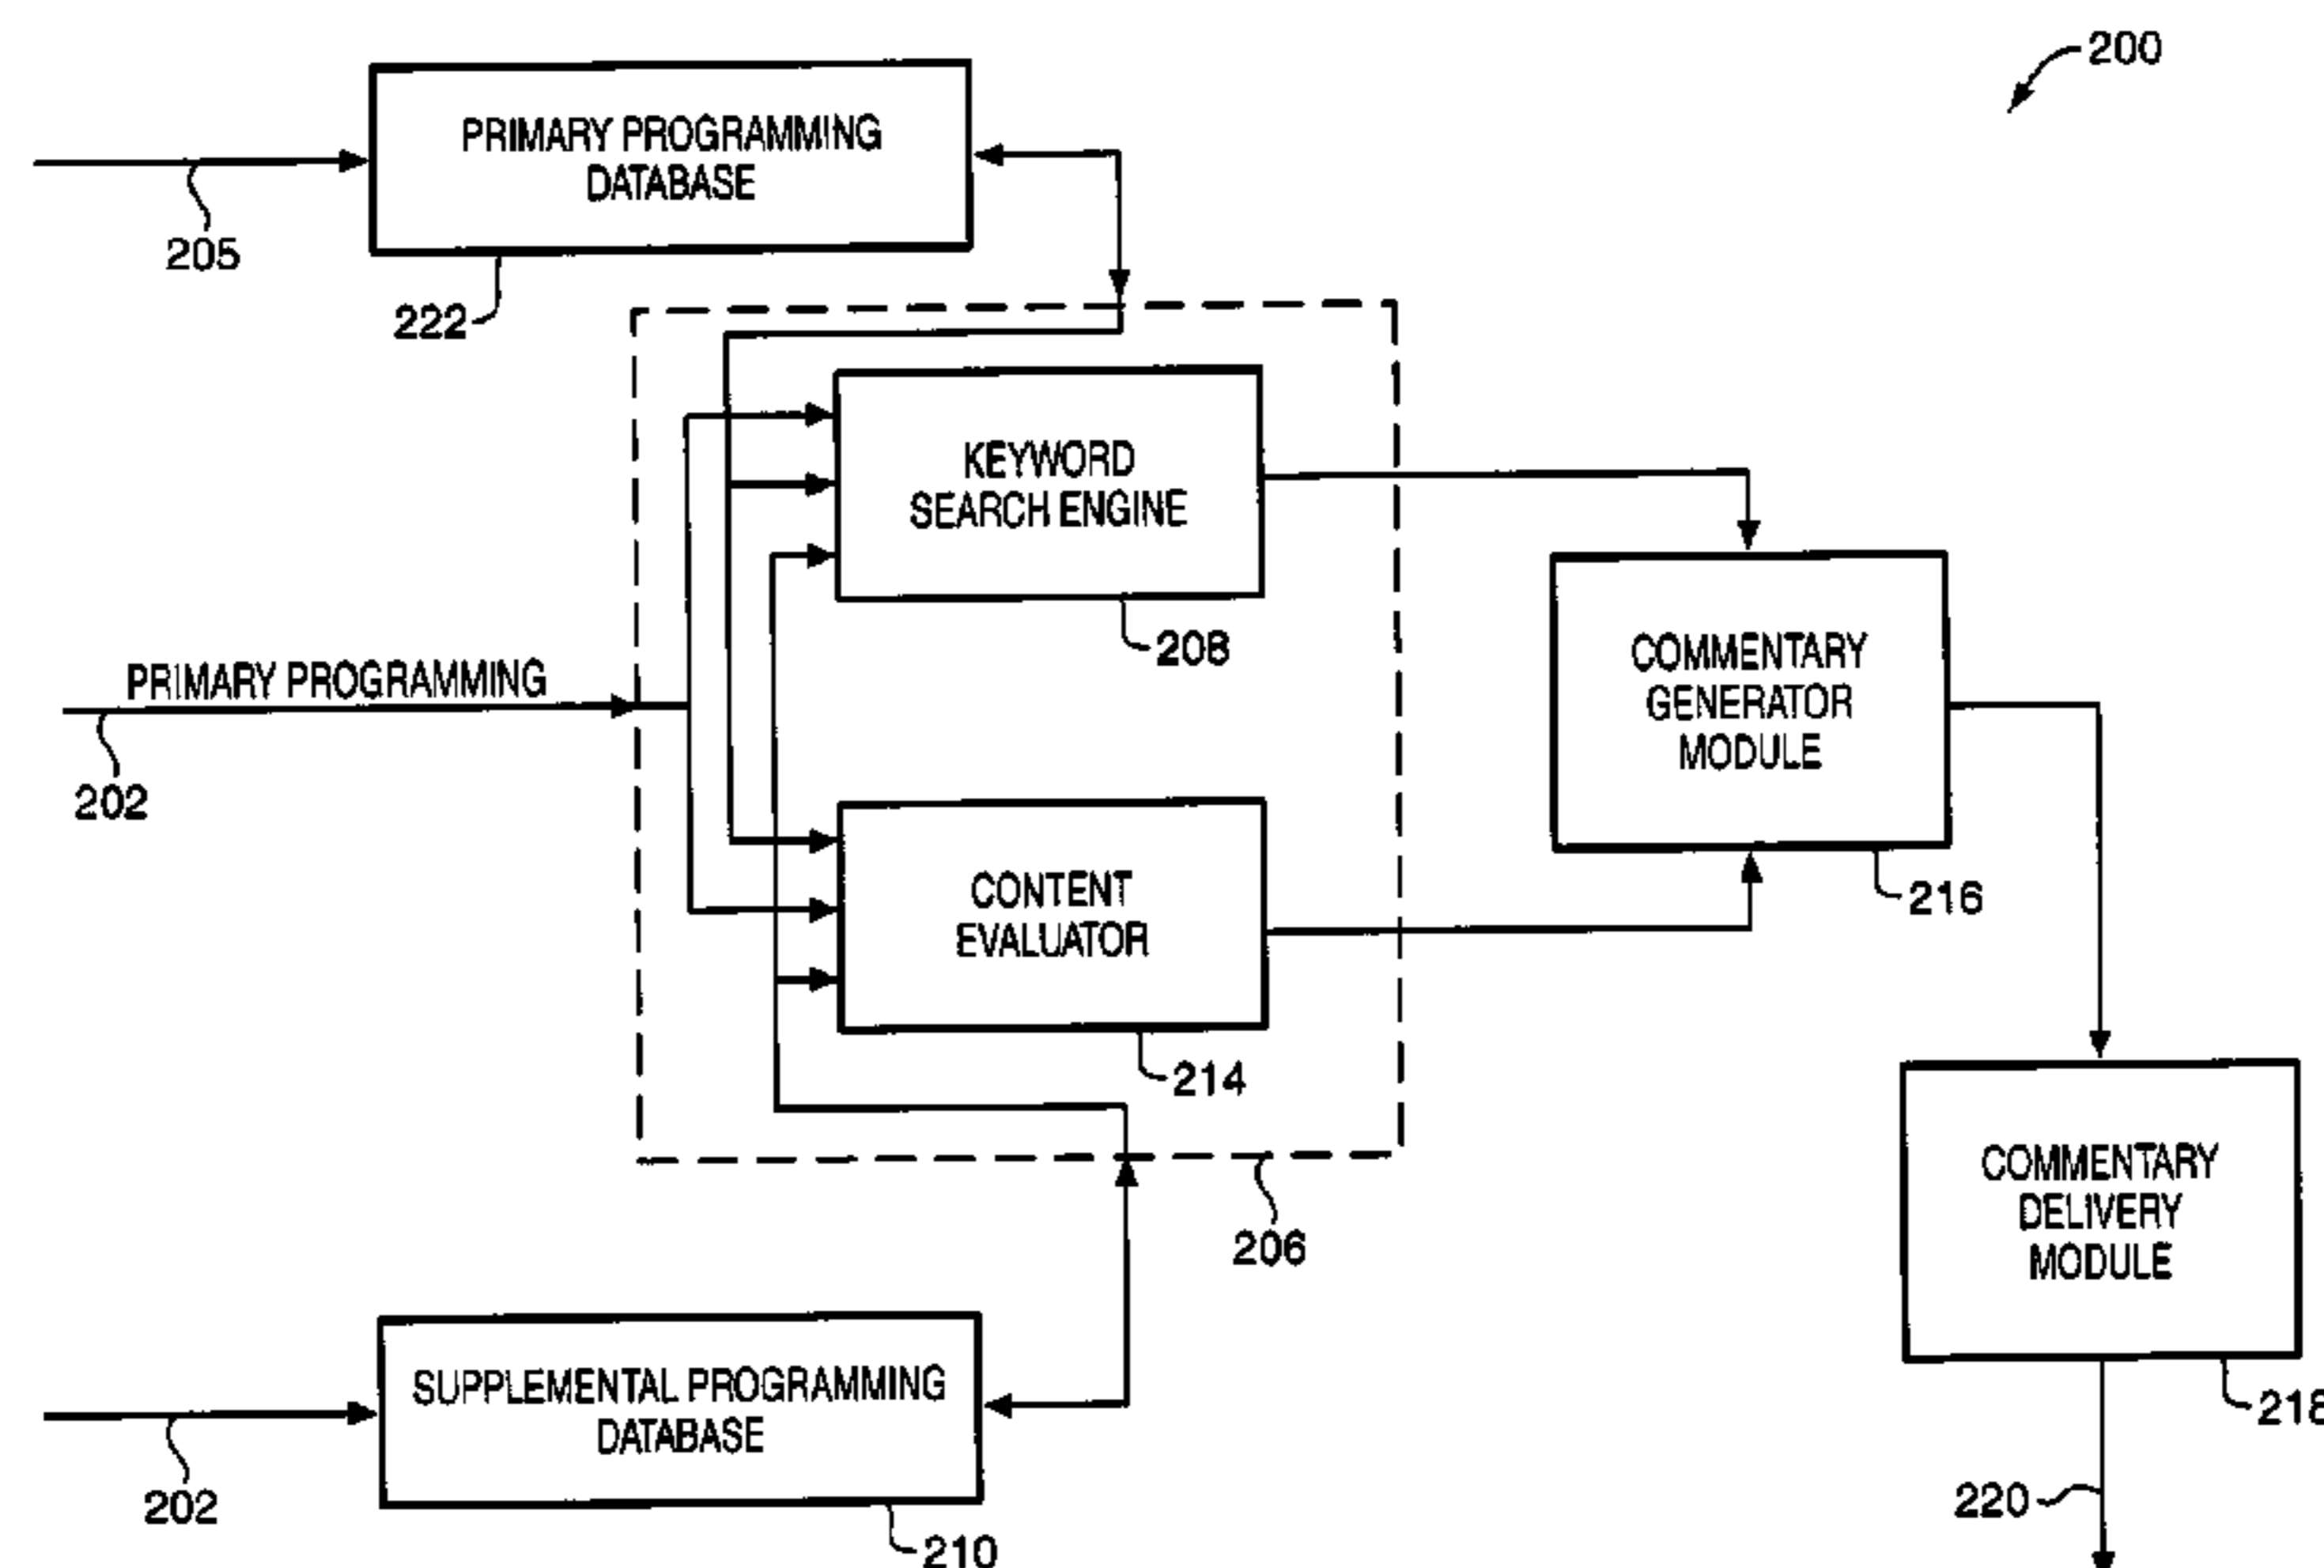 200
PRIMARY PROGRAMMING
DATABASE
205
222
KEYWORD
SEARCH ENGINE
208
PRIMARY PROGRAMMING
202
COMMENTARY
GENERATOR
MODULE
216
CONTENT
EVALUATOR
214
206
COMMENTARY
DELIVERY
MODULE
218
SUPPLEMENTAL PROGRAMMING
DATABASE
202
210
220